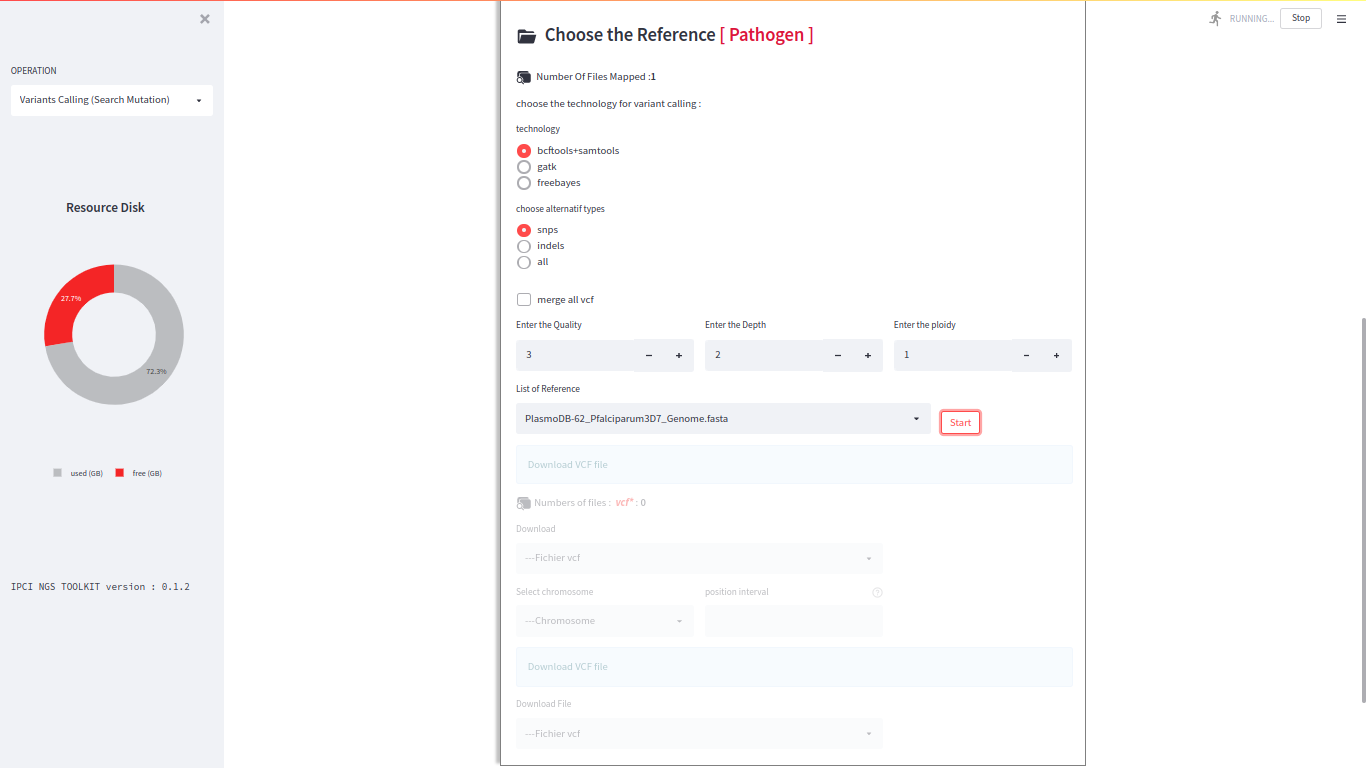 ×
OPERATION
Variants Calling (Search Mutation)
Resource Disk
27.7%
72.3%
used (GB) free (GB)
IPCI NGS TOOLKIT version : 0.1.2
RUNNING... Stop
Choose the Reference [ Pathogen ]
Number Of Files Mapped :1
choose the technology for variant calling :
technology
bcftools+samtools
gatk
freebayes
choose alternatif types
snps
indels
all
merge all vcf
Enter the Quality Enter the Depth Enter the ploidy
3 − + 2 − + 1 − +
List of Reference
PlasmoDB-62_Pfalciparum3D7_Genome.fasta Start
Download VCF file
Numbers of files : vcf* : 0
Download
---Fichier vcf
Select chromosome position interval ?
---Chromosome
Download VCF file
Download File
---Fichier vcf